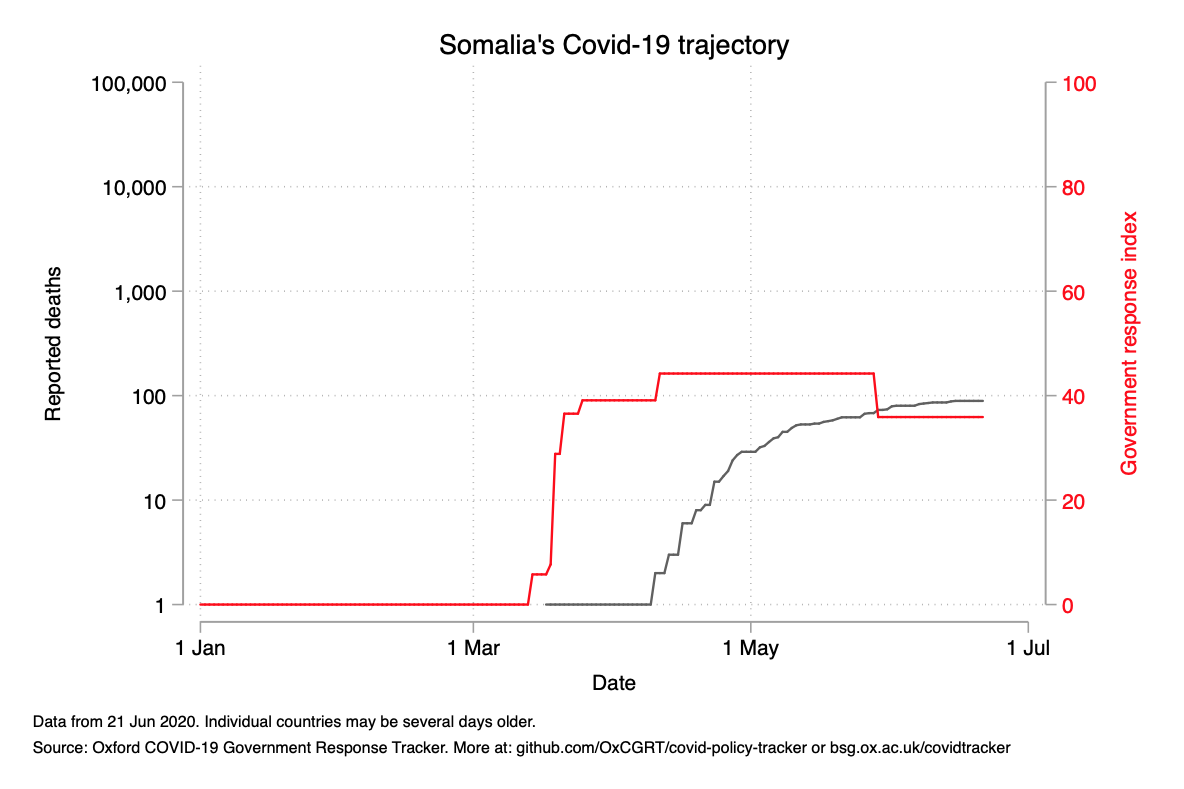 Somalia's Covid-19 trajectory
100,000
10,000
1,000
100
10
1
Reported deaths
100
80
60
40
20
0
Government response index
1 Jan
1 Mar
1 May
1 Jul
Date
Data from 21 Jun 2020. Individual countries may be several days older.
Source: Oxford COVID-19 Government Response Tracker. More at: github.com/OxCGRT/covid-policy-tracker or bsg.ox.ac.uk/covidtracker